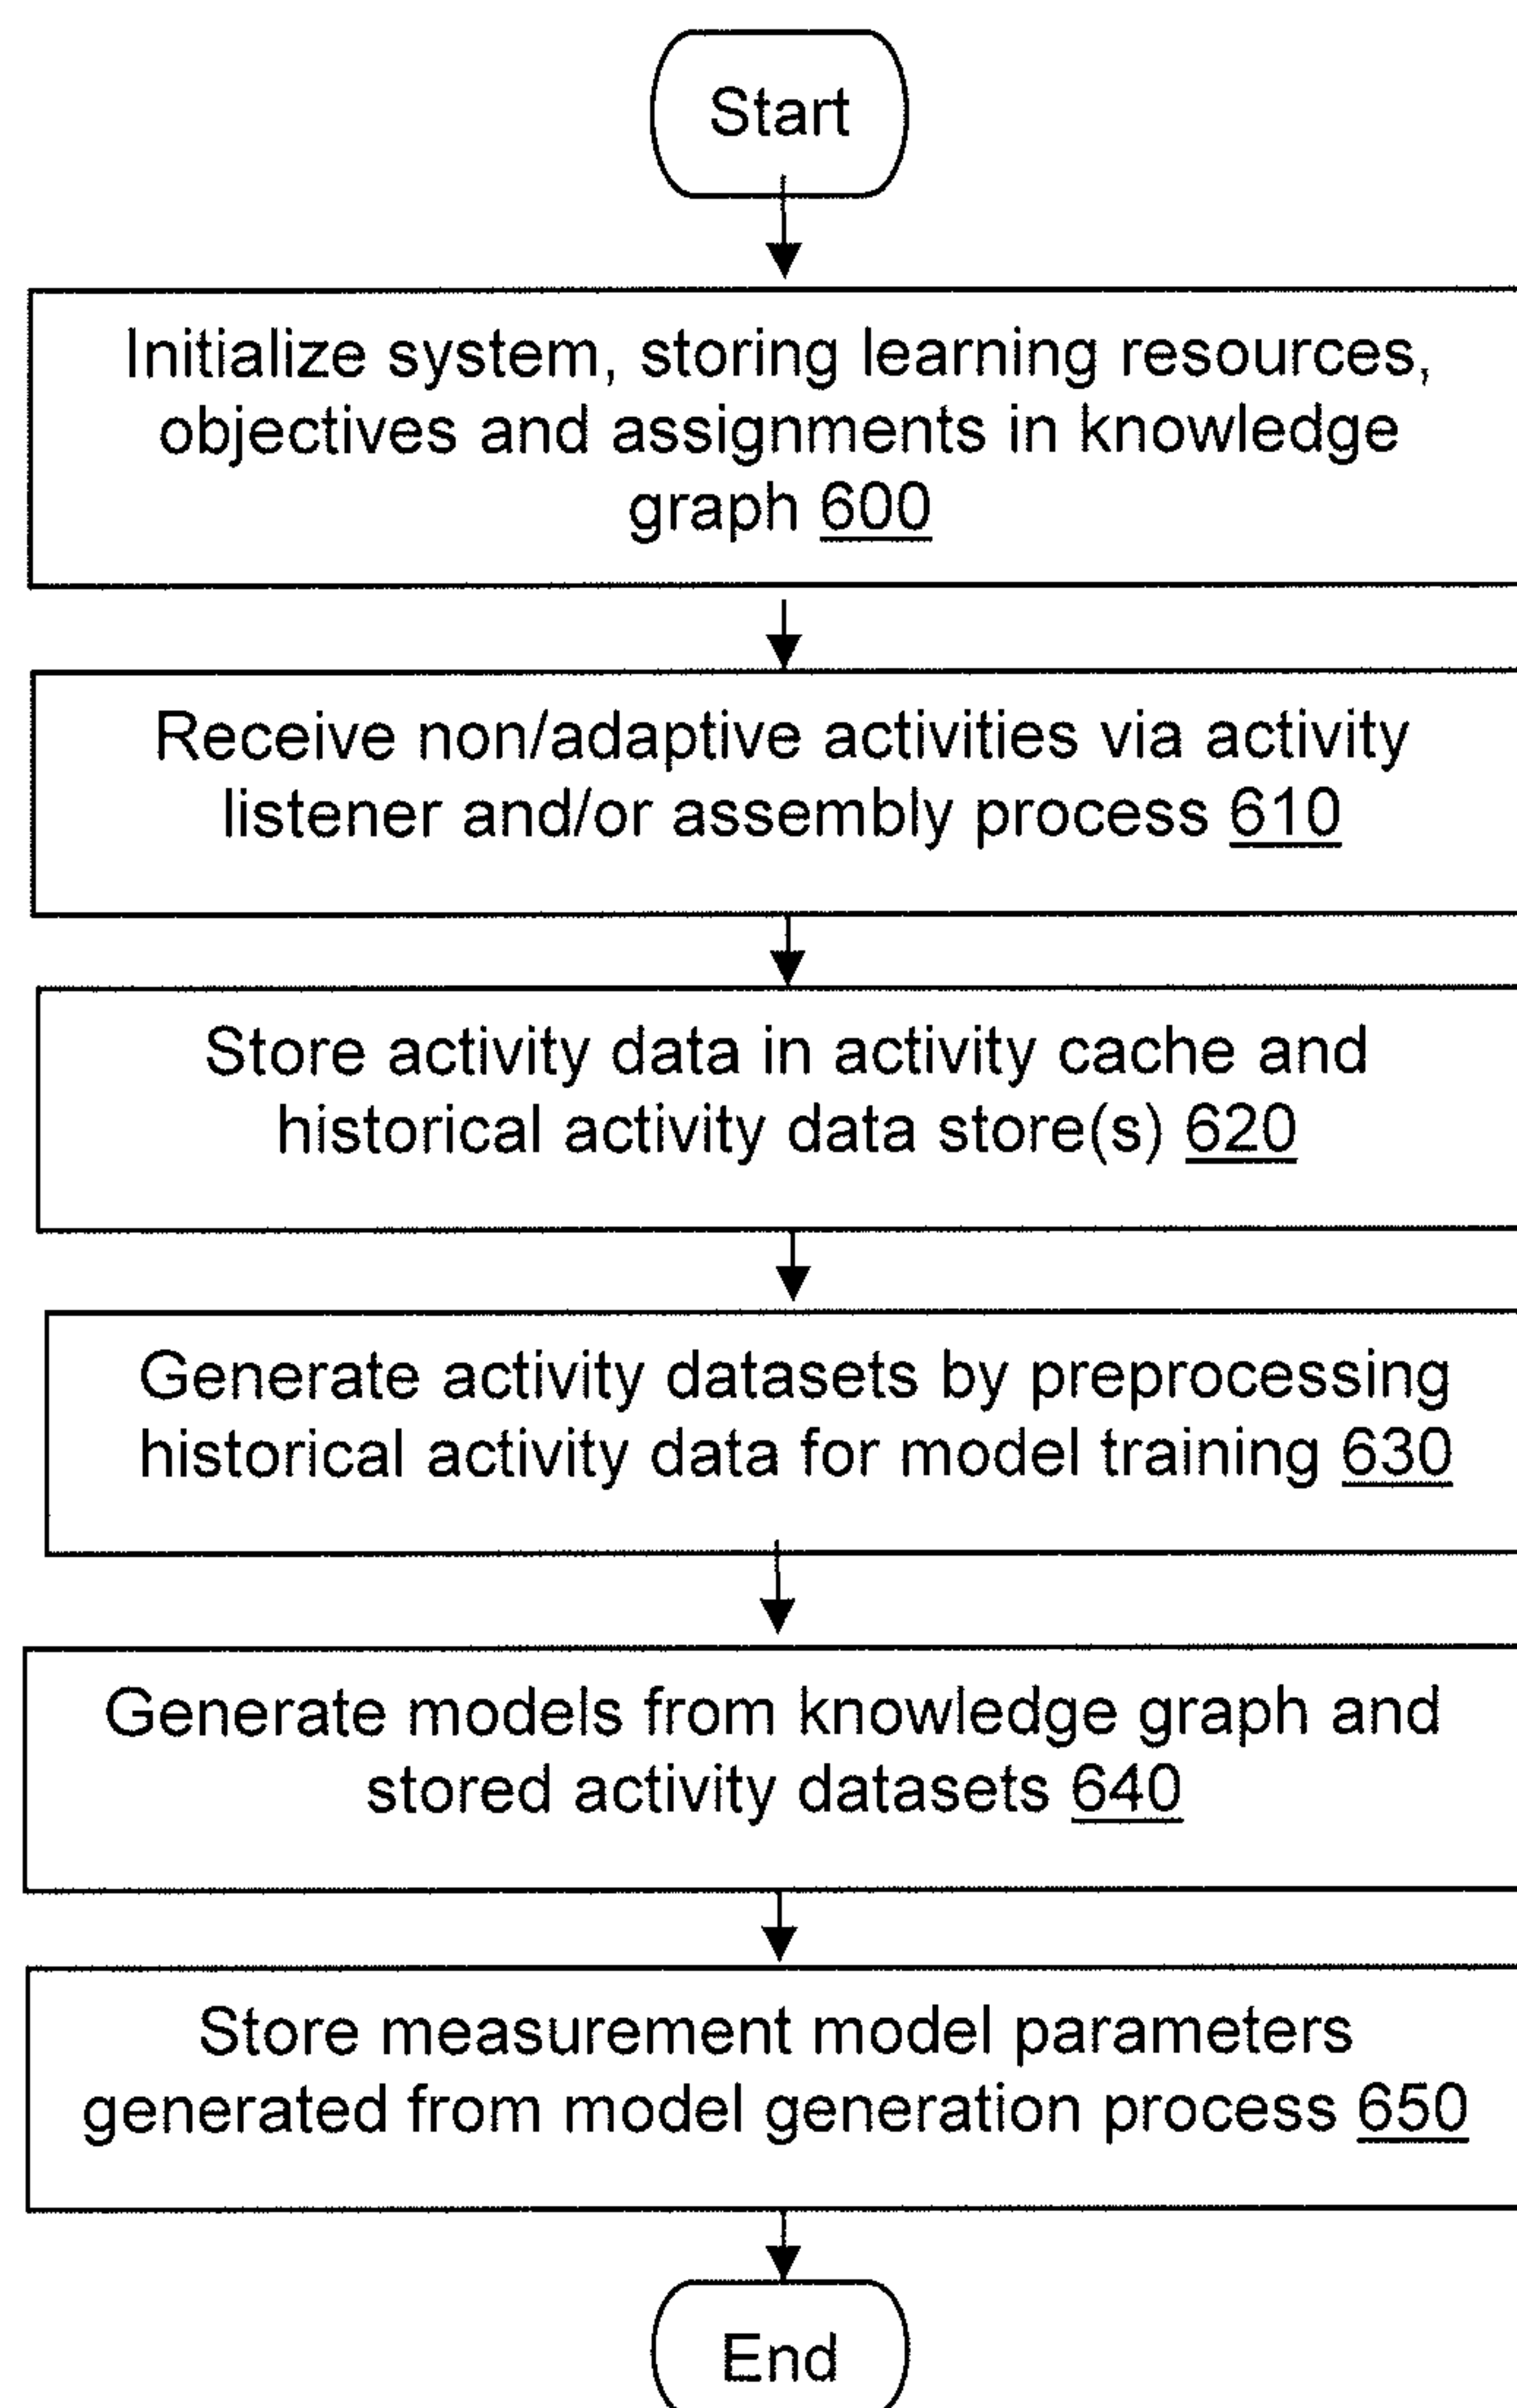 Start
Initialize system, storing learning resources,
objectives and assignments in knowledge
graph 600
Receive non/adaptive activities via activity
listener and/or assembly process 610
Store activity data in activity cache and
historical activity data store(s) 620
Generate activity datasets by preprocessing
historical activity data for model training 630
Generate models from knowledge graph and
stored activity datasets 640
Store measurement model parameters
generated from model generation process 650
End